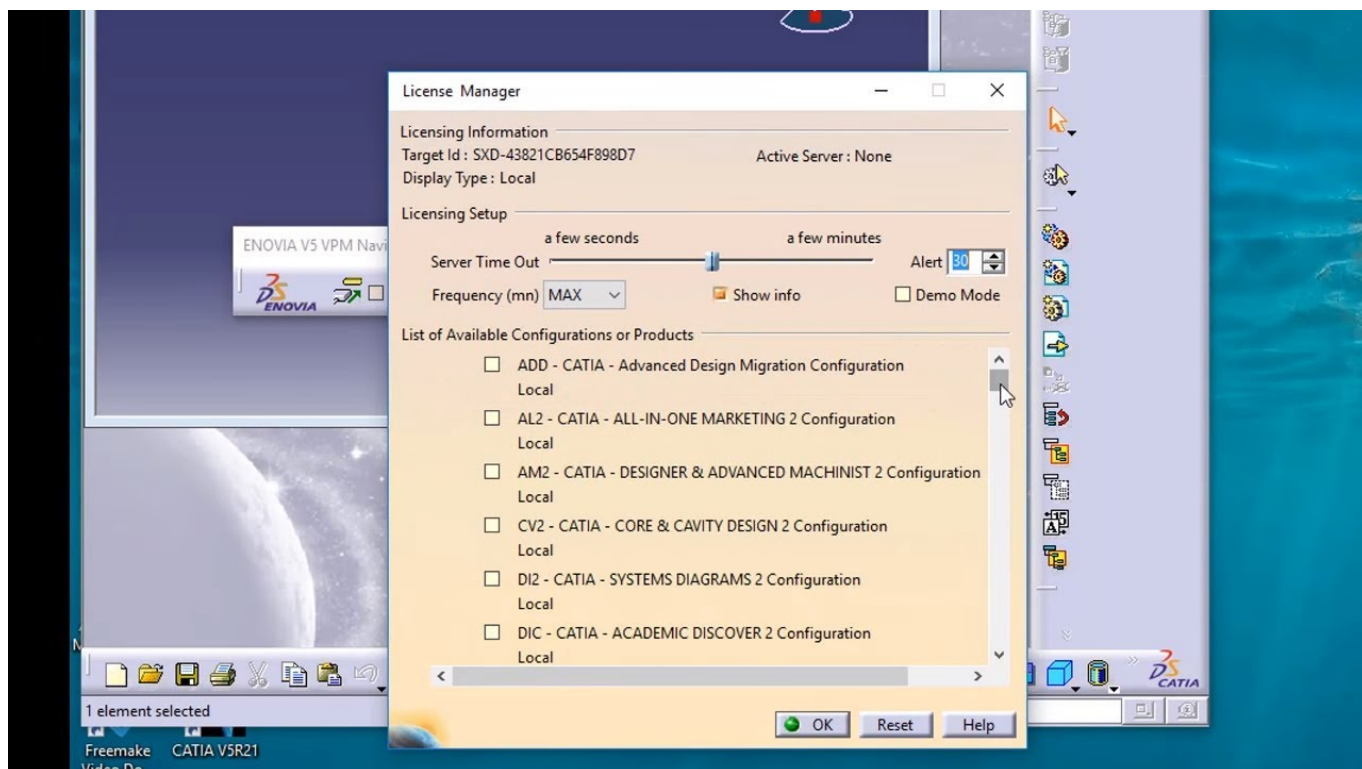 License Manager
Licensing Information
Target Id : SXD-43821CB654F898D7
Active Server : None
Display Type : Local
Licensing Setup
a few seconds
a few minutes
Server Time Out
Alert 30
Frequency (mn) MAX
Show info
Demo Mode
ENOVIA V5 VPM Navi
ENOVIA
List of Available Configurations or Products
ADD - CATIA - Advanced Design Migration Configuration
Local
AL2 - CATIA - ALL-IN-ONE MARKETING 2 Configuration
Local
AM2 - CATIA - DESIGNER & ADVANCED MACHINIST 2 Configuration
Local
CV2 - CATIA - CORE & CAVITY DESIGN 2 Configuration
Local
DI2 - CATIA - SYSTEMS DIAGRAMS 2 Configuration
Local
DIC - CATIA - ACADEMIC DISCOVER 2 Configuration
Local
CATIA
1 element selected
OK
Reset
Help
Freemake
CATIA V5R21